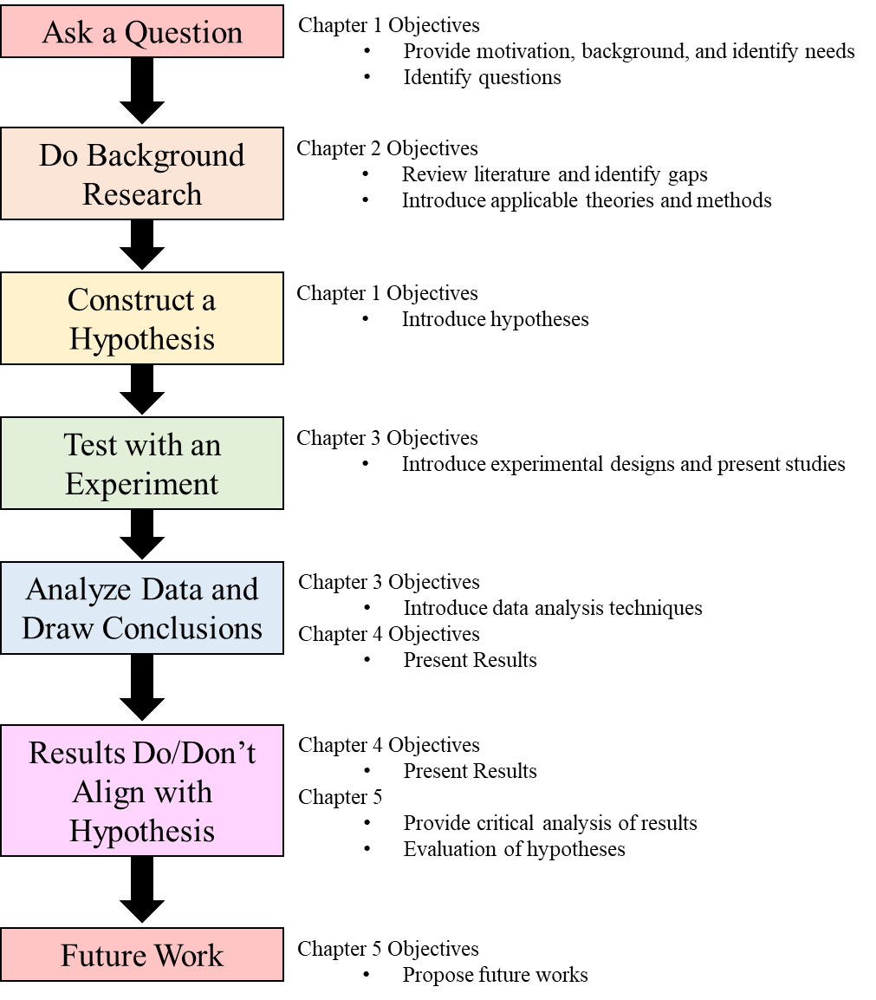 Ask a Question
Chapter 1 Objectives
• Provide motivation, background, and identify needs
• Identify questions
Do Background
Research
Chapter 2 Objectives
• Review literature and identify gaps
• Introduce applicable theories and methods
Construct a
Hypothesis
Chapter 1 Objectives
• Introduce hypotheses
Test with an
Experiment
Chapter 3 Objectives
• Introduce experimental designs and present studies
Analyze Data and
Draw Conclusions
Chapter 3 Objectives
• Introduce data analysis techniques
Chapter 4 Objectives
• Present Results
Results Do/Don’t
Align with
Hypothesis
Chapter 4 Objectives
• Present Results
Chapter 5
• Provide critical analysis of results
• Evaluation of hypotheses
Future Work
Chapter 5 Objectives
• Propose future works